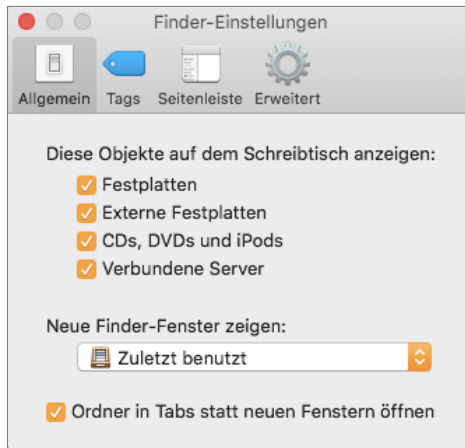 Finder-Einstellungen
Allgemein Tags Seitenleiste Erweitert
Diese Objekte auf dem Schreibtisch anzeigen:
Festplatten
Externe Festplatten
CDs, DVDs und iPods
Verbundene Server
Neue Finder-Fenster zeigen:
Zuletzt benutzt
Ordner in Tabs statt neuen Fenstern öffnen